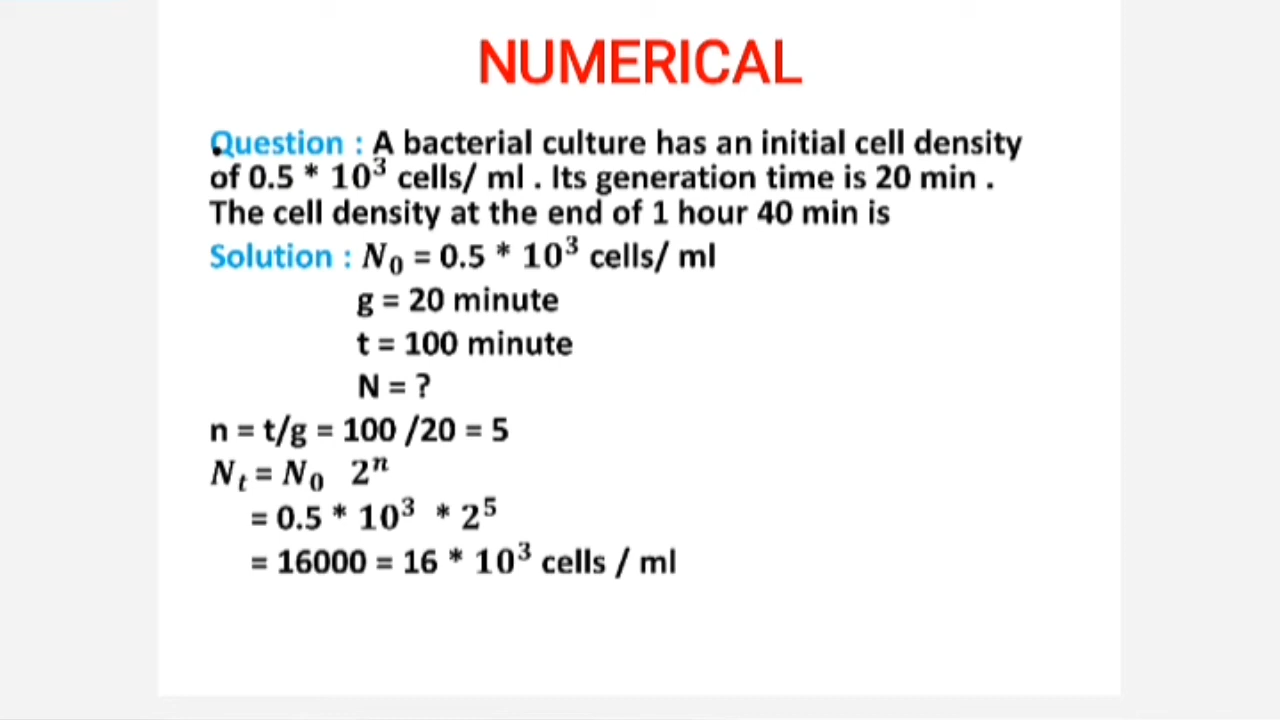 NUMERICAL
Question : A bacterial culture has an initial cell density
of 0.5 * 10³ cells/ ml . Its generation time is 20 min .
The cell density at the end of 1 hour 40 min is
Solution : N₀ = 0.5 * 10³ cells/ ml
g = 20 minute
t = 100 minute
N = ?
n = t/g = 100 /20 = 5
Nₜ = N₀ 2ⁿ
= 0.5 * 10³ * 2⁵
= 16000 = 16 * 10³ cells / ml